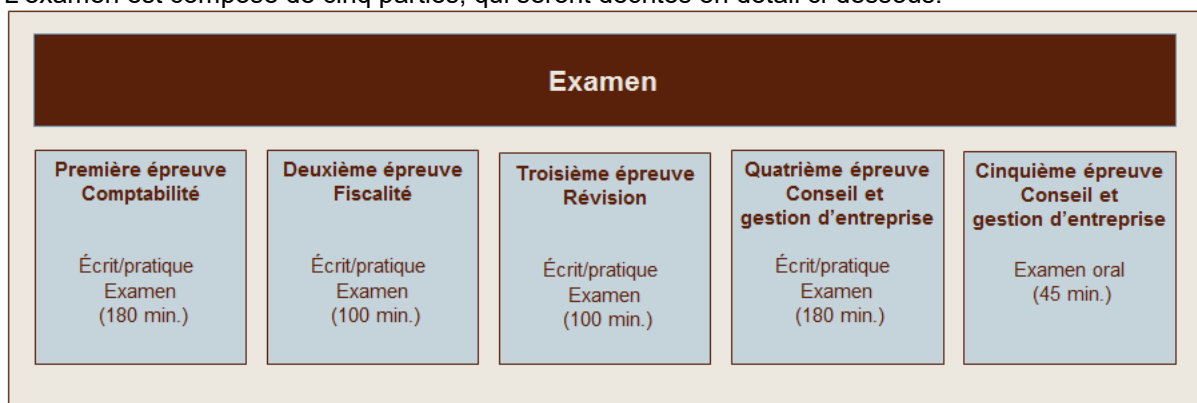 L'examen est composé de cinq parties, qui seront décrites en détail ci-dessous.
Examen
Première épreuve
Comptabilité
Écrit/pratique
Examen
(180 min.)
Deuxième épreuve
Fiscalité
Écrit/pratique
Examen
(100 min.)
Troisième épreuve
Révision
Écrit/pratique
Examen
(100 min.)
Quatrième épreuve
Conseil et
gestion d'entreprise
Écrit/pratique
Examen
(180 min.)
Cinquième épreuve
Conseil et
gestion d'entreprise
Examen oral
(45 min.)